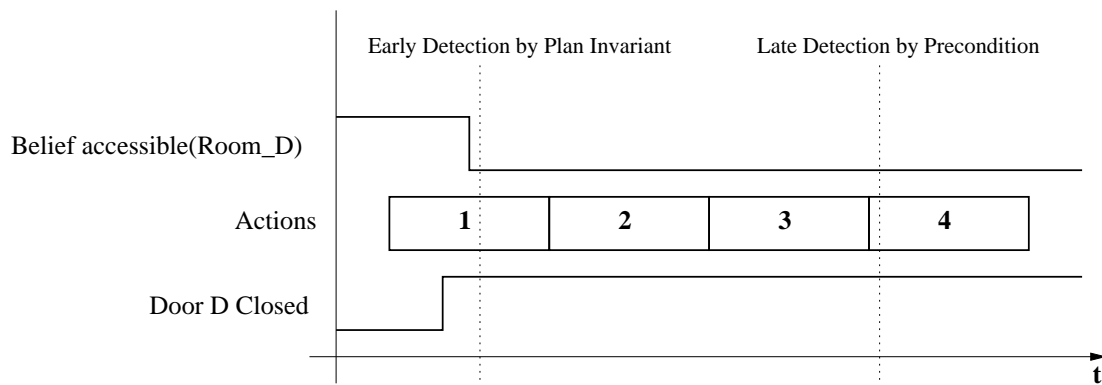 Early Detection by Plan Invariant
Late Detection by Precondition
Belief accessible(Room_D)
Actions
1
2
3
4
Door D Closed
t